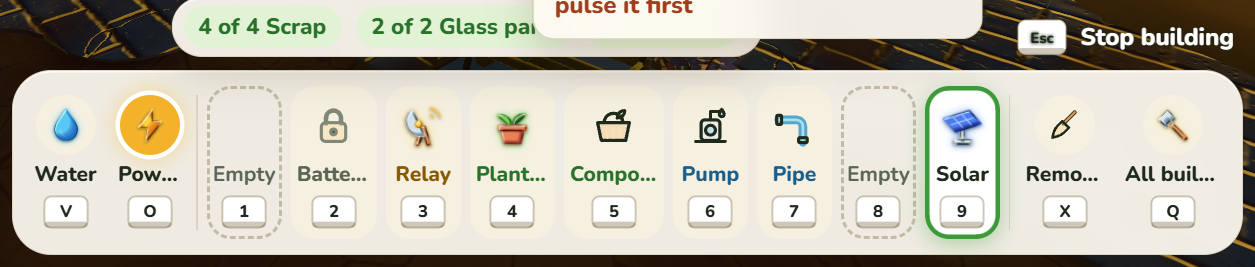 4 of 4 Scrap
2 of 2 Glass pa
pulse it first
Esc Stop building
Water
Pow...
Empty
Batte...
Relay
Plant...
Compo...
Pump
Pipe
Empty
Solar
Remo...
All buil...
V
O
1
2
3
4
5
6
7
8
9
X
Q